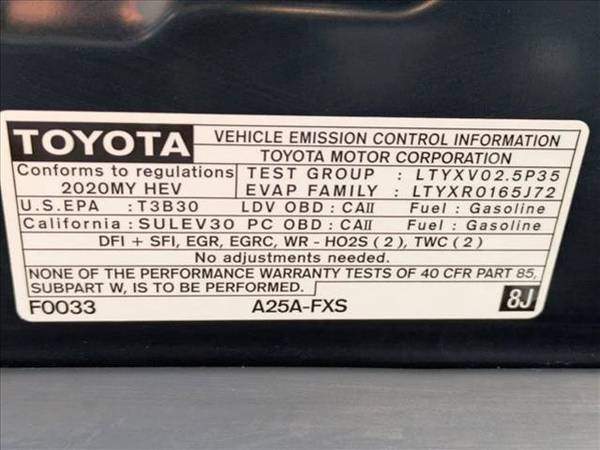 TOYOTA
VEHICLE EMISSION CONTROL INFORMATION
TOYOTA MOTOR CORPORATION
Conforms to regulations
2020MY HEV
TEST GROUP : LTYXV02.5P35
EVAP FAMILY : LTYXR0165J72
U.S.EPA : T3B30 LDV OBD : CAII Fuel : Gasoline
California : SULEV30 PC OBD : CAII Fuel : Gasoline
DFI + SFI, EGR, EGRC, WR - HO2S ( 2 ), TWC ( 2 )
No adjustments needed.
NONE OF THE PERFORMANCE WARRANTY TESTS OF 40 CFR PART 85,
SUBPART W, IS TO BE PERFORMED.
F0033 A25A-FXS 8J